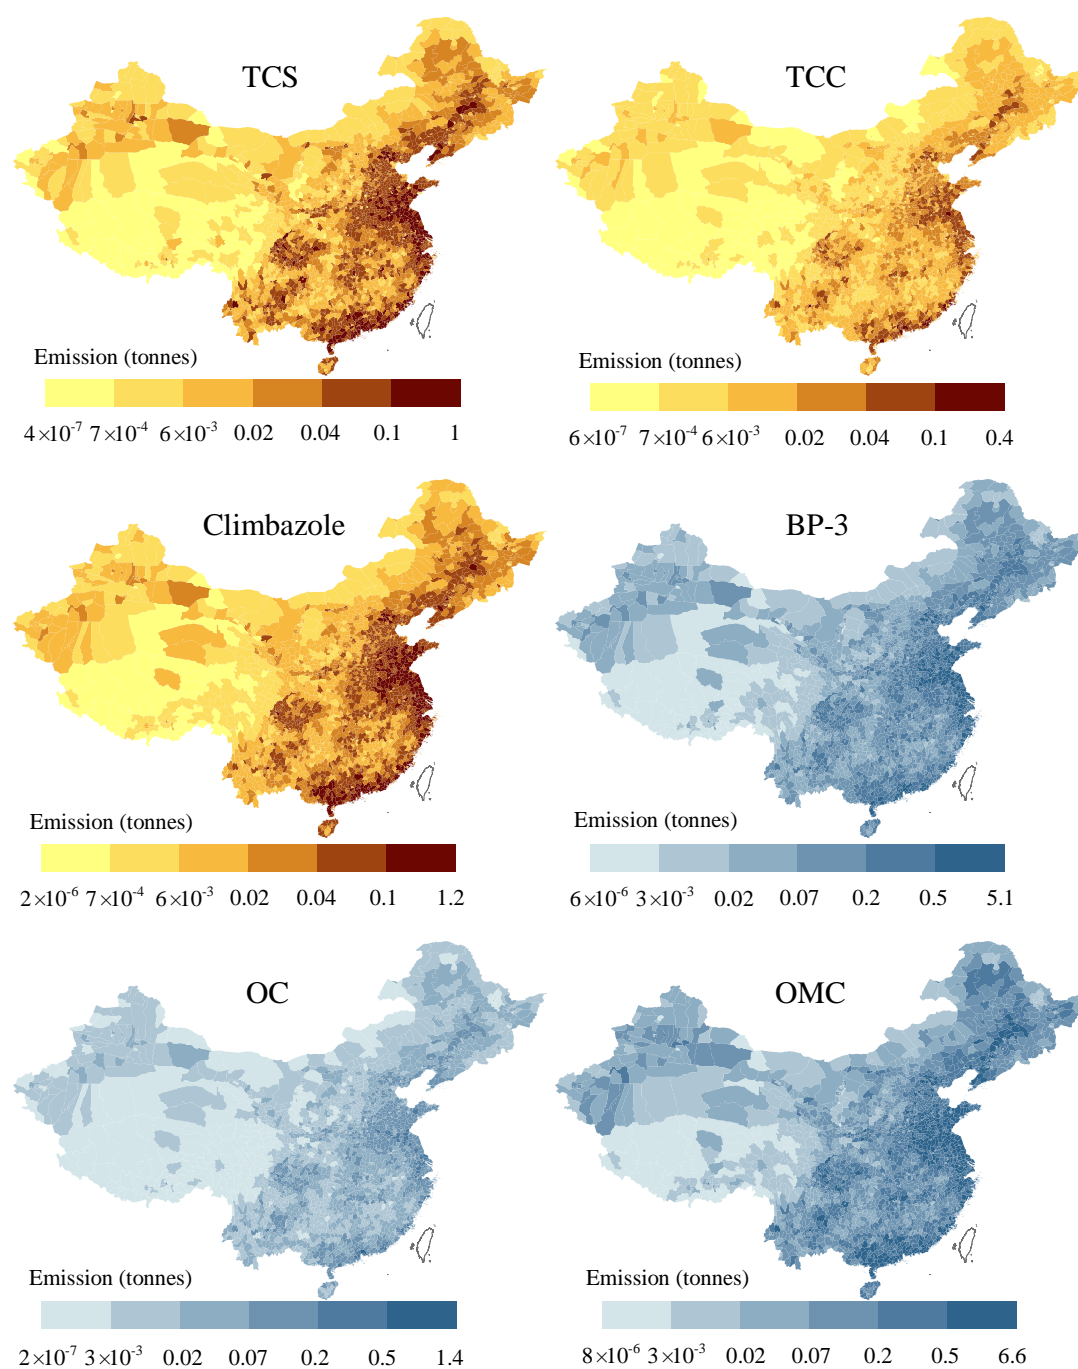 TCS
TCC
Emission (tonnes)
4×10⁻⁷ 7×10⁻⁴ 6×10⁻³ 0.02 0.04 0.1 1
Emission (tonnes)
6×10⁻⁷ 7×10⁻⁴ 6×10⁻³ 0.02 0.04 0.1 0.4
Climbazole
BP-3
Emission (tonnes)
2×10⁻⁶ 7×10⁻⁴ 6×10⁻³ 0.02 0.04 0.1 1.2
Emission (tonnes)
6×10⁻⁶ 3×10⁻³ 0.02 0.07 0.2 0.5 5.1
OC
OMC
Emission (tonnes)
2×10⁻⁷ 3×10⁻³ 0.02 0.07 0.2 0.5 1.4
Emission (tonnes)
8×10⁻⁶ 3×10⁻³ 0.02 0.07 0.2 0.5 6.6